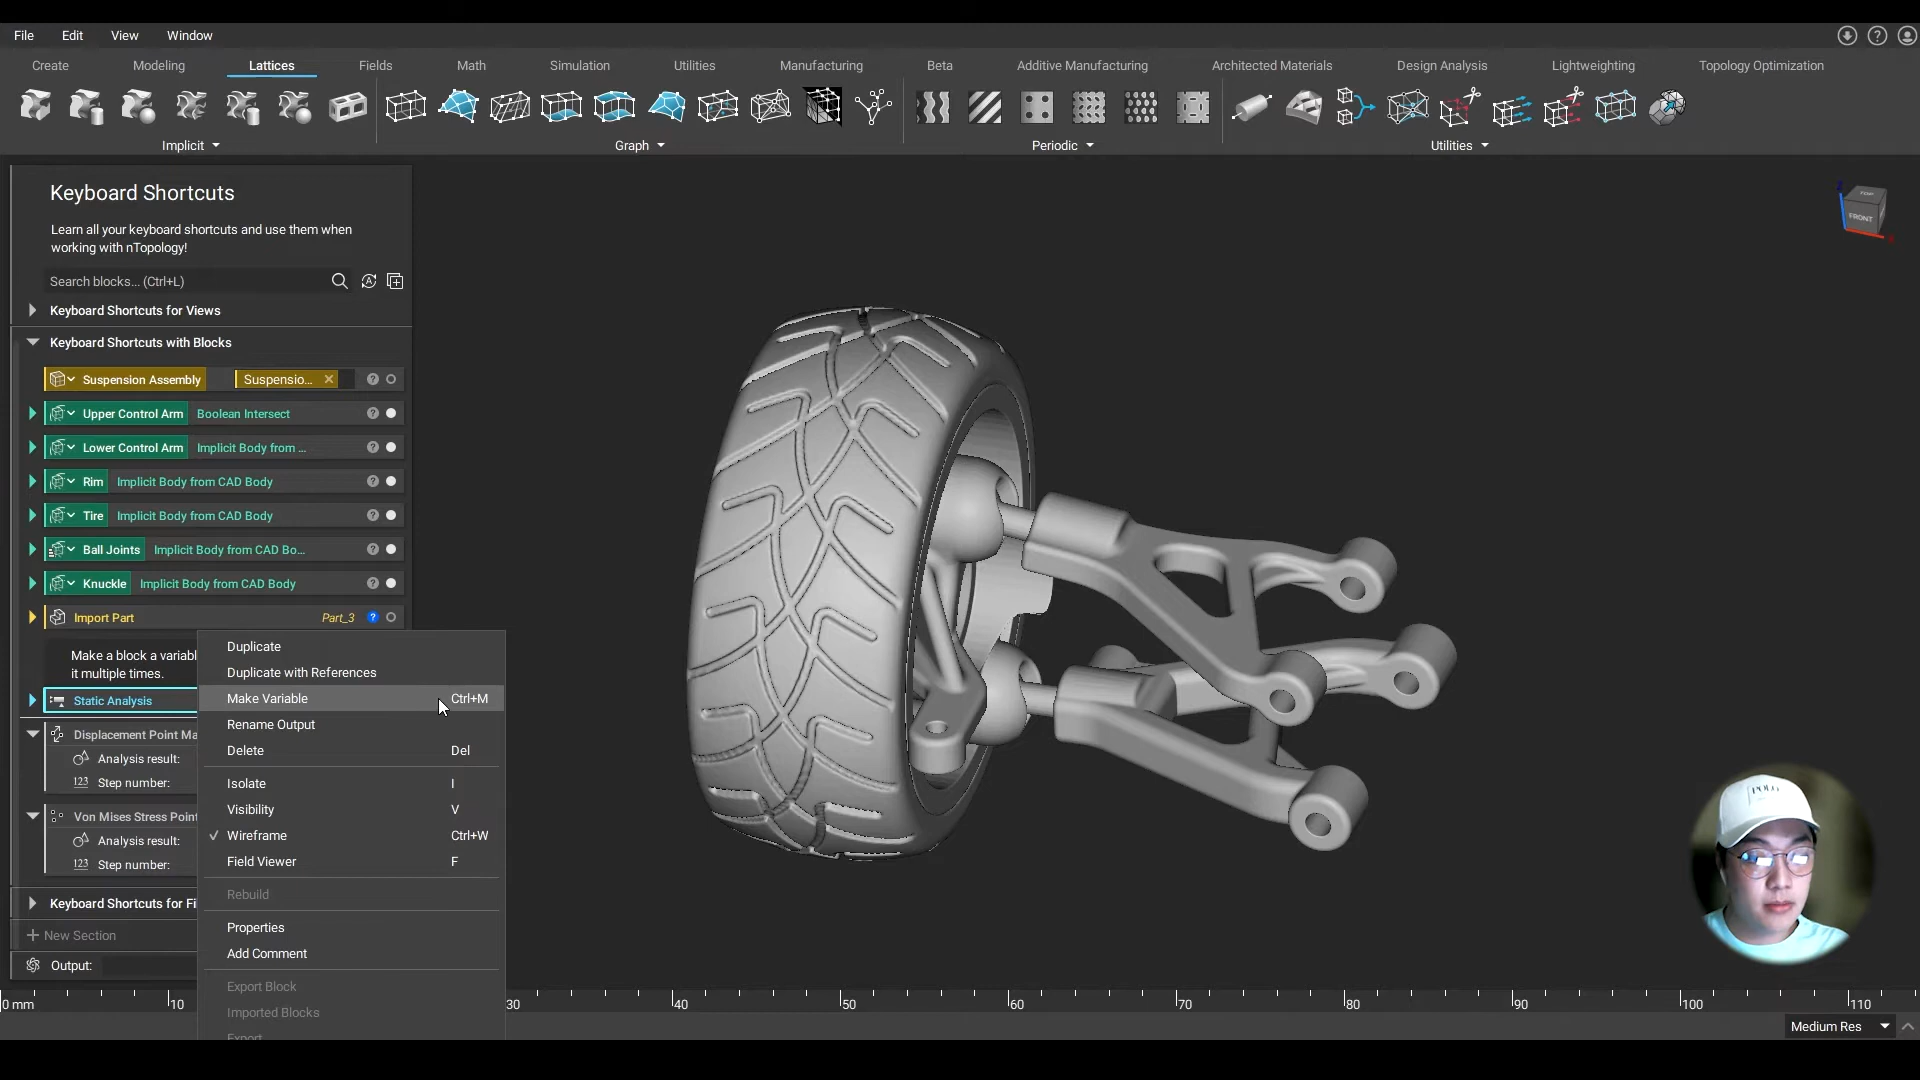 File Edit View Window
Create Modeling Lattices Fields Math Simulation Utilities Manufacturing Beta Additive Manufacturing Architected Materials Design Analysis Lightweighting Topology Optimization
Implicit Graph Periodic Utilities
Keyboard Shortcuts
Learn all your keyboard shortcuts and use them when
working with nTopology!
Search blocks... (Ctrl+L)
Keyboard Shortcuts for Views
Keyboard Shortcuts with Blocks
Suspension Assembly Suspensio...
Upper Control Arm Boolean Intersect
Lower Control Arm Implicit Body from ...
Rim Implicit Body from CAD Body
Tire Implicit Body from CAD Body
Ball Joints Implicit Body from CAD Bo...
Knuckle Implicit Body from CAD Body
Import Part Part_3
Make a block a variabl
it multiple times.
Static Analysis
Displacement Point Ma
Analysis result:
123 Step number:
Von Mises Stress Point
Analysis result:
123 Step number:
Keyboard Shortcuts for Fi
+ New Section
Output:
Duplicate
Duplicate with References
Make Variable Ctrl+M
Rename Output
Delete Del
Isolate I
Visibility V
Wireframe Ctrl+W
Field Viewer F
Rebuild
Properties
Add Comment
Export Block
Imported Blocks
Export
TOP
FRONT
POLO
0 mm 10 30 40 50 60 70 80 90 100 110
Medium Res